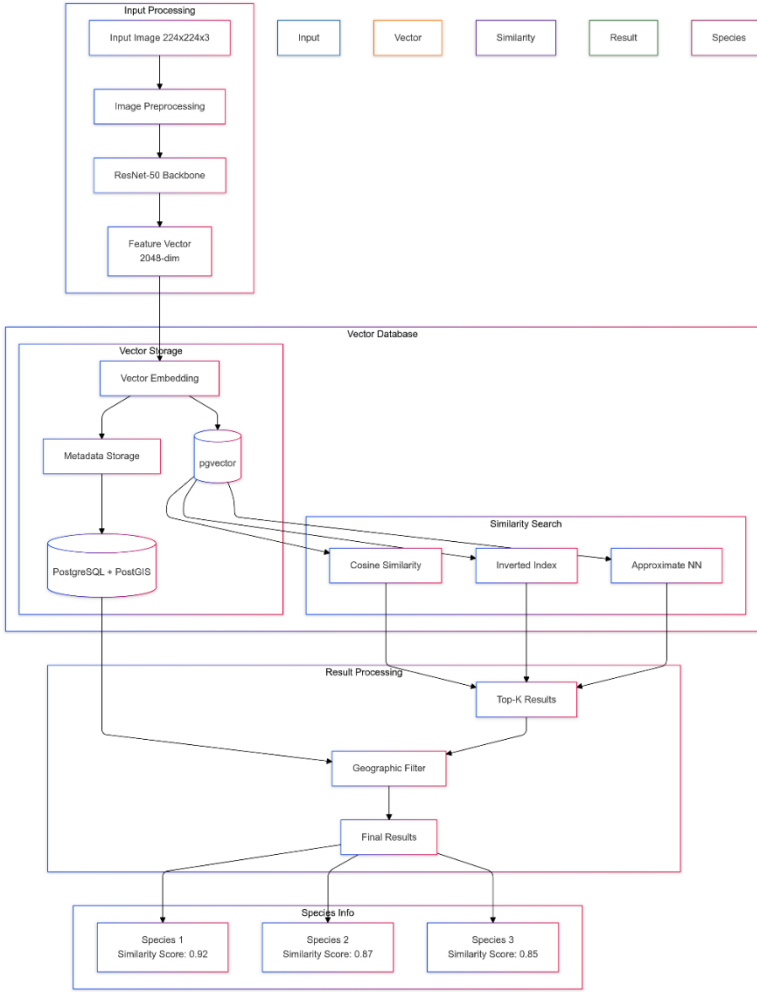 Input Processing
Input Image 224x224x3
Input
Vector
Similarity
Result
Species
Image Preprocessing
ResNet-50 Backbone
Feature Vector
2048-dim
Vector Database
Vector Storage
Vector Embedding
Metadata Storage
pgvector
PostgreSQL + PostGIS
Similarity Search
Cosine Similarity
Inverted Index
Approximate NN
Result Processing
Top-K Results
Geographic Filter
Final Results
Species Info
Species 1
Similarity Score: 0.92
Species 2
Similarity Score: 0.87
Species 3
Similarity Score: 0.85